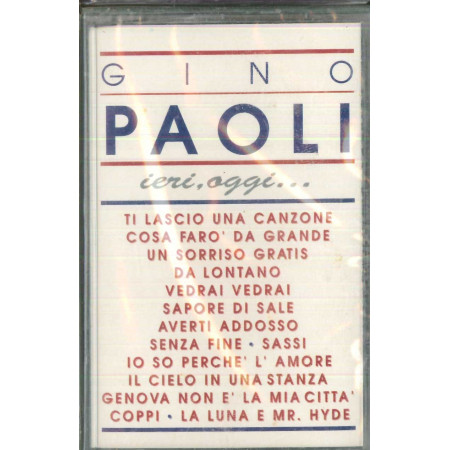 GINO
PAOLI
ieri, oggi...
TI LASCIO UNA CANZONE
COSA FARO' DA GRANDE
UN SORRISO GRATIS
DA LONTANO
VEDRAI VEDRAI
SAPORE DI SALE
AVERTI ADDOSSO
SENZA FINE • SASSI
IO SO PERCHE' L' AMORE
IL CIELO IN UNA STANZA
GENOVA NON E' LA MIA CITTA'
COPPI • LA LUNA E MR. HYDE